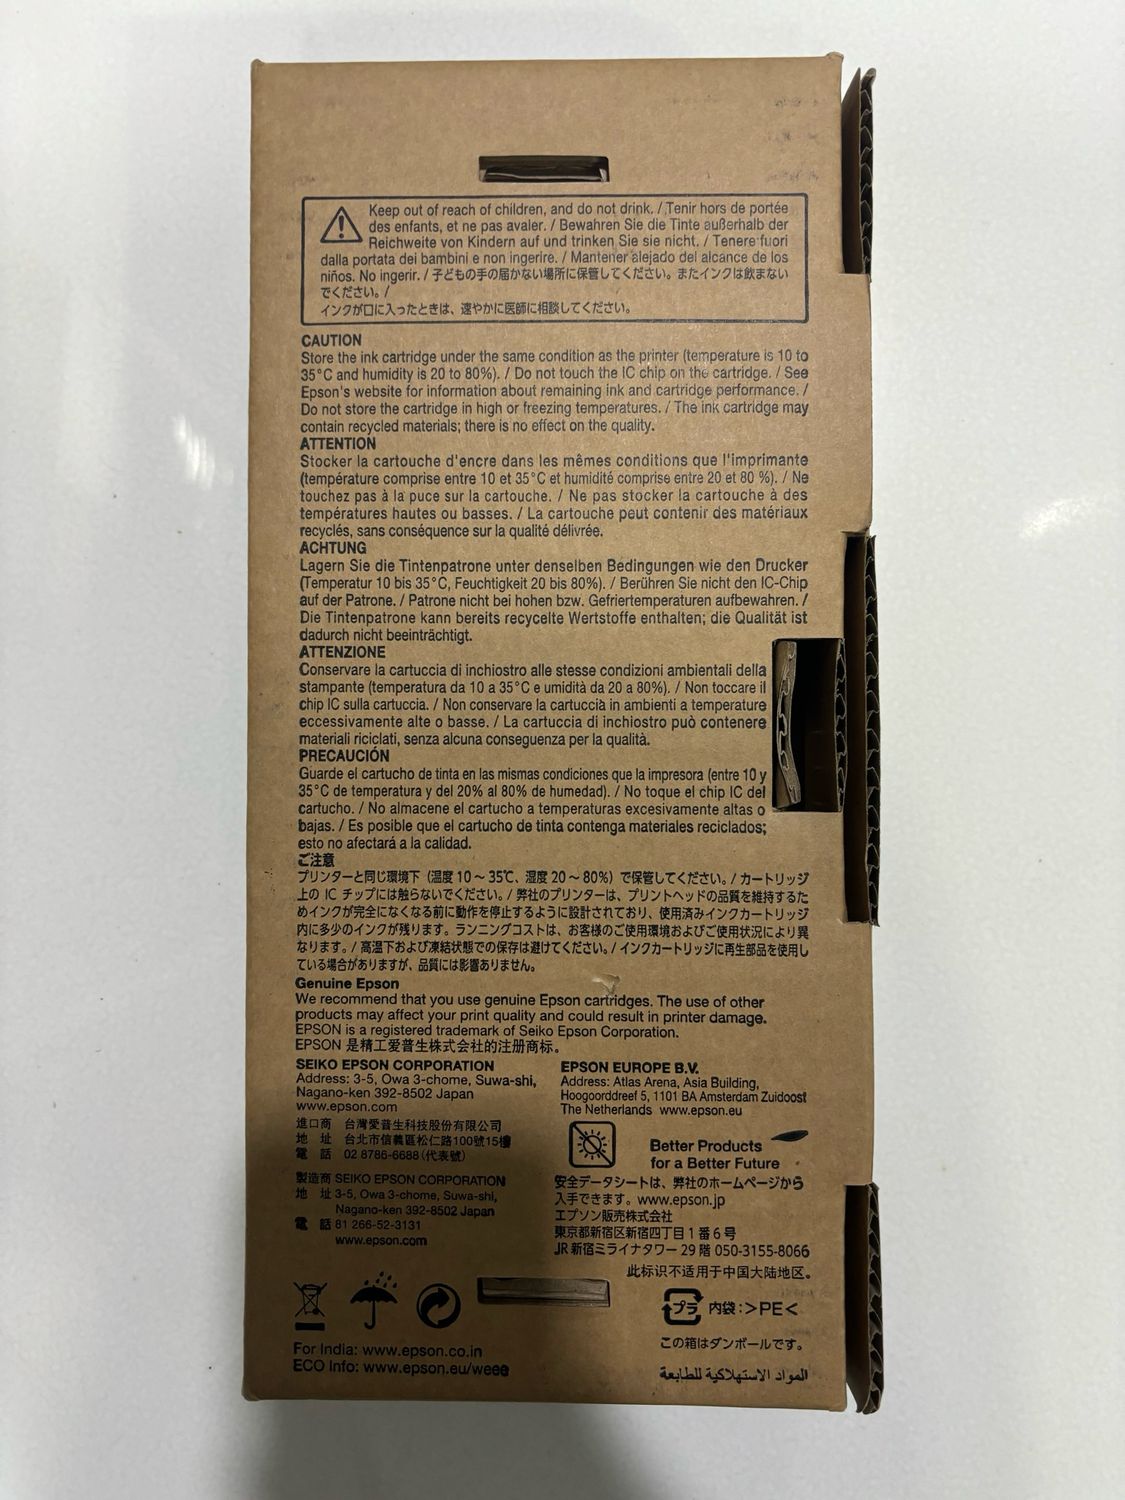 Keep out of reach of children, and do not drink. / Tenir hors de portée
des enfants, et ne pas avaler. / Bewahren Sie die Tinte außerhalb der
Reichweite von Kindern auf und trinken Sie sie nicht. / Tenere fuori
dalla portata dei bambini e non ingerire. / Mantener alejado del alcance de los
niños. No ingerir. / 子どもの手の届かない場所に保管してください。またインクは飲まない
でください。/
インクが口に入ったときは、速やかに医師に相談してください。
CAUTION
Store the ink cartridge under the same condition as the printer (temperature is 10 to
35°C and humidity is 20 to 80%). / Do not touch the IC chip on the cartridge. / See
Epson's website for information about remaining ink and cartridge performance. /
Do not store the cartridge in high or freezing temperatures. / The ink cartridge may
contain recycled materials; there is no effect on the quality.
ATTENTION
Stocker la cartouche d'encre dans les mêmes conditions que l'imprimante
(température comprise entre 10 et 35°C et humidité comprise entre 20 et 80 %). / Ne
touchez pas à la puce sur la cartouche. / Ne pas stocker la cartouche à des
températures hautes ou basses. / La cartouche peut contenir des matériaux
recyclés, sans conséquence sur la qualité délivrée.
ACHTUNG
Lagern Sie die Tintenpatrone unter denselben Bedingungen wie den Drucker
(Temperatur 10 bis 35°C, Feuchtigkeit 20 bis 80%). / Berühren Sie nicht den IC-Chip
auf der Patrone. / Patrone nicht bei hohen bzw. Gefriertemperaturen aufbewahren. /
Die Tintenpatrone kann bereits recycelte Wertstoffe enthalten; die Qualität ist
dadurch nicht beeinträchtigt.
ATTENZIONE
Conservare la cartuccia di inchiostro alle stesse condizioni ambientali della
stampante (temperatura da 10 a 35°C e umidità da 20 a 80%). / Non toccare il
chip IC sulla cartuccia. / Non conservare la cartuccia in ambienti a temperature
eccessivamente alte o basse. / La cartuccia di inchiostro può contenere
materiali riciclati, senza alcuna conseguenza per la qualità.
PRECAUCIÓN
Guarde el cartucho de tinta en las mismas condiciones que la impresora (entre 10 y
35°C de temperatura y del 20% al 80% de humedad). / No toque el chip IC del
cartucho. / No almacene el cartucho a temperaturas excesivamente altas o
bajas. / Es posible que el cartucho de tinta contenga materiales reciclados;
esto no afectará a la calidad.
ご注意
プリンターと同じ環境下（温度 10 ～ 35℃、湿度 20 ～ 80%）で保管してください。/ カートリッジ
上の IC チップには触らないでください。/ 弊社のプリンターは、プリントヘッドの品質を維持するた
めインクが完全になくなる前に動作を停止するように設計されており、使用済みインクカートリッジ
内に多少のインクが残ります。ランニングコストは、お客様のご使用環境およびご使用状況により異
なります。/ 高温下および凍結状態での保存は避けてください。/ インクカートリッジに再生部品を使用し
ている場合がありますが、品質には影響ありません。
Genuine Epson
We recommend that you use genuine Epson cartridges. The use of other
products may affect your print quality and could result in printer damage.
EPSON is a registered trademark of Seiko Epson Corporation.
EPSON 是精工爱普生株式会社的注册商标。
SEIKO EPSON CORPORATION
Address: 3-5, Owa 3-chome, Suwa-shi,
Nagano-ken 392-8502 Japan
www.epson.com
進口商 台灣愛普生科技股份有限公司
地 址 台北市信義區松仁路100號15樓
電 話 02 8786-6688 (代表號)
製造商 SEIKO EPSON CORPORATION
地 址 3-5, Owa 3-chome, Suwa-shi,
Nagano-ken 392-8502 Japan
電 話 81 266-52-3131
www.epson.com
EPSON EUROPE B.V.
Address: Atlas Arena, Asia Building,
Hoogoorddreef 5, 1101 BA Amsterdam Zuidoost
The Netherlands www.epson.eu
Better Products
for a Better Future
安全データシートは、弊社のホームページから
入手できます。www.epson.jp
エプソン販売株式会社
東京都新宿区新宿四丁目 1 番 6 号
JR 新宿ミライナタワー 29 階 050-3155-8066
此标识不适用于中国大陆地区。
プラ 内袋：>PE<
この箱はダンボールです。
المواد الاستهلاكية للطابعة
For India: www.epson.co.in
ECO Info: www.epson.eu/weee